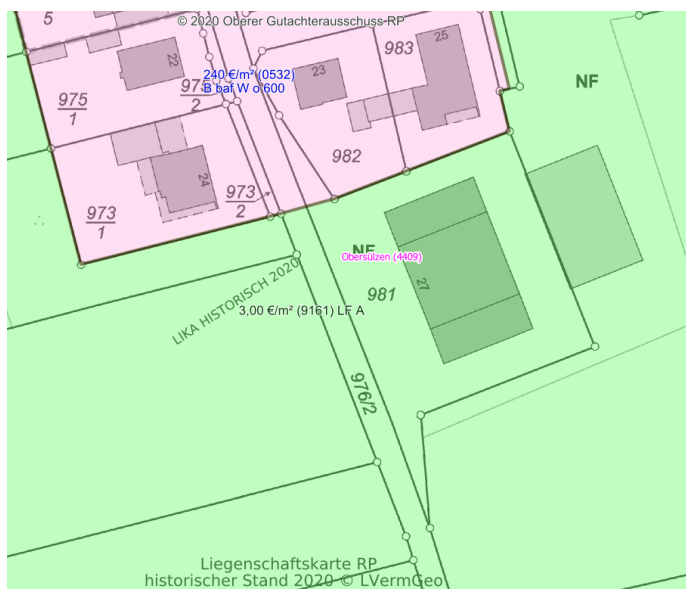 © 2020 Oberer Gutachterausschuss RP
5
983
25
22
240 €/m² (0532)
B baf W o 600
NF
23
975
1
975
2
982
24
973
2
973
1
NF
Obersülzen (4409)
27
981
LIKA HISTORISCH 2020
3,00 €/m² (9161) LF A
976/2
Liegenschaftskarte RP
historischer Stand 2020 © LVermGeo